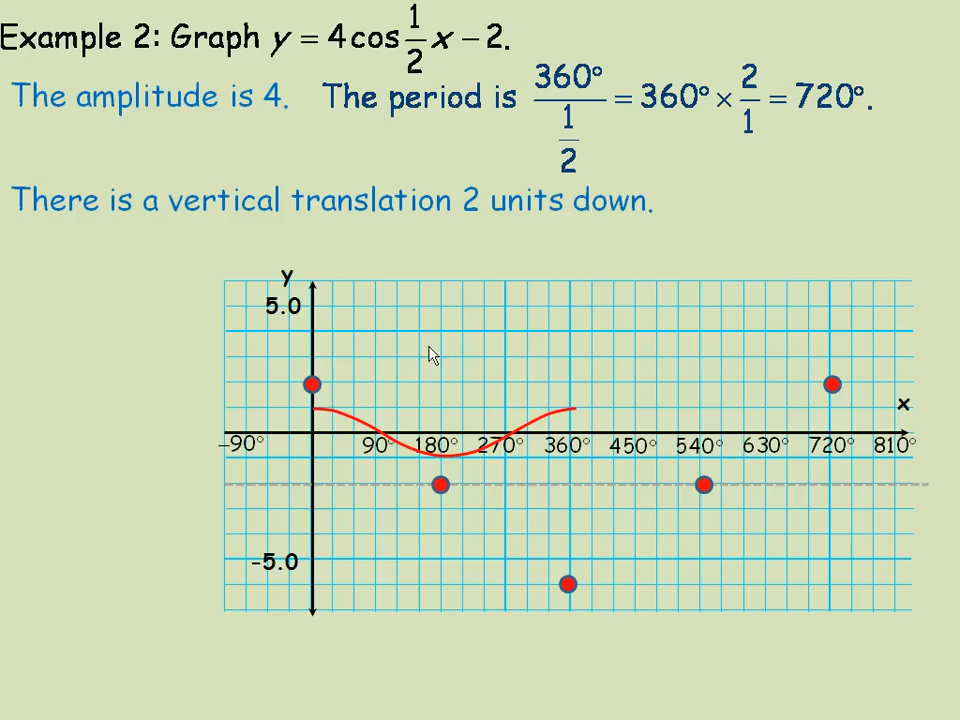 Example 2: Graph y = 4cos 1/2 x − 2.
The amplitude is 4. The period is 360°/(1/2) = 360° × 2/1 = 720°.
There is a vertical translation 2 units down.
y
5.0
x
−90° 90° 180° 270° 360° 450° 540° 630° 720° 810°
-5.0